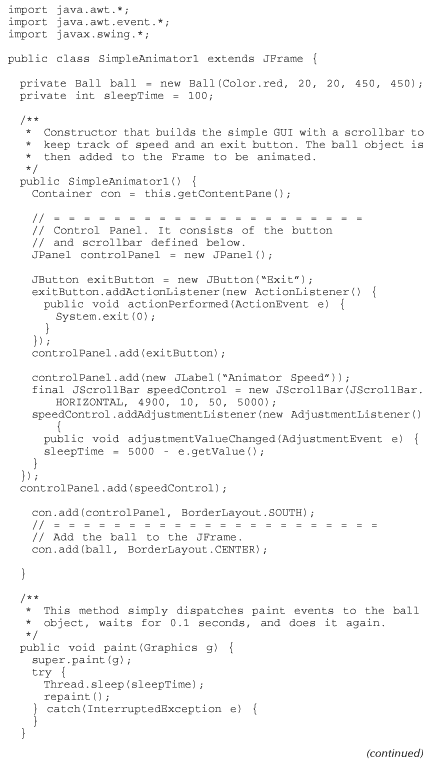 import java.awt.*;
import java.awt.event.*;
import javax.swing.*;
public class SimpleAnimator1 extends JFrame {
private Ball ball = new Ball(Color.red, 20, 20, 450, 450);
private int sleepTime = 100;
/**
* Constructor that builds the simple GUI with a scrollbar to
* keep track of speed and an exit button. The ball object is
* then added to the Frame to be animated.
*/
public SimpleAnimator1() {
Container con = this.getContentPane();
// = = = = = = = = = = = = = = = = = = = = =
// Control Panel. It consists of the button
// and scrollbar defined below.
JPanel controlPanel = new JPanel();
JButton exitButton = new JButton(“Exit”);
exitButton.addActionListener(new ActionListener() {
public void actionPerformed(ActionEvent e) {
System.exit(0);
}
});
controlPanel.add(exitButton);
controlPanel.add(new JLabel(“Animator Speed”));
final JScrollBar speedControl = new JScrollBar(JScrollBar.
HORIZONTAL, 4900, 10, 50, 5000);
speedControl.addAdjustmentListener(new AdjustmentListener()
{
public void adjustmentValueChanged(AdjustmentEvent e) {
sleepTime = 5000 - e.getValue();
}
});
controlPanel.add(speedControl);
con.add(controlPanel, BorderLayout.SOUTH);
// = = = = = = = = = = = = = = = = = = = = = =
// Add the ball to the JFrame.
con.add(ball, BorderLayout.CENTER);
}
/**
* This method simply dispatches paint events to the ball
* object, waits for 0.1 seconds, and does it again.
*/
public void paint(Graphics g) {
super.paint(g);
try {
Thread.sleep(sleepTime);
repaint();
} catch(InterruptedException e) {
}
}
(continued)